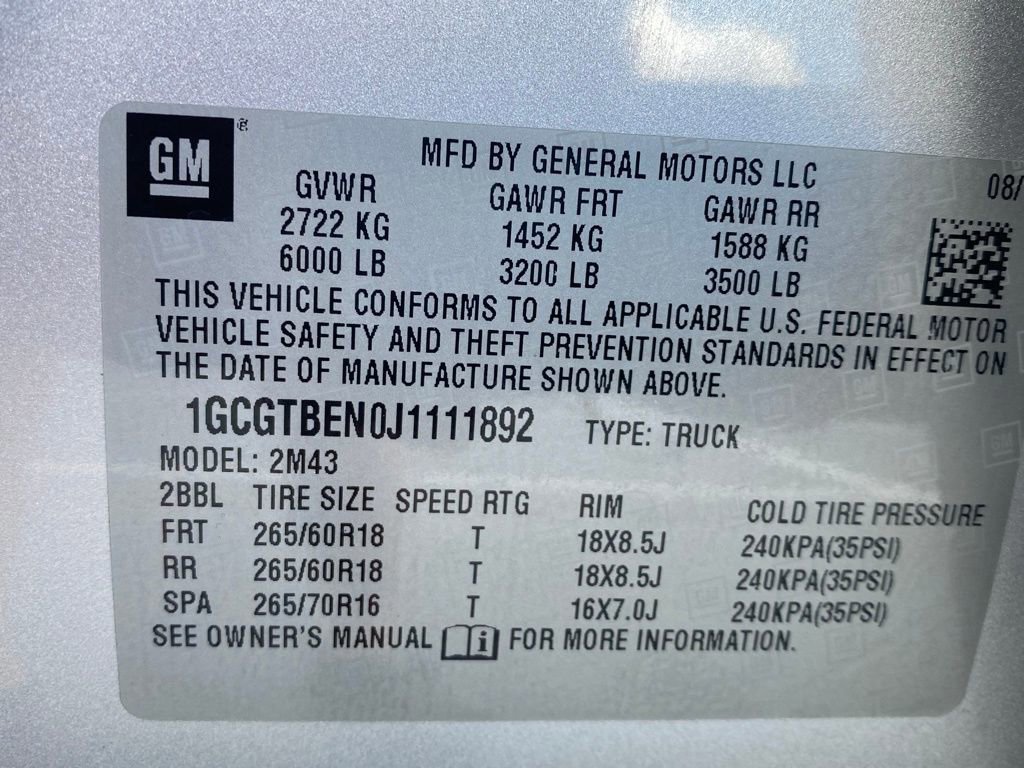 GM ®
MFD BY GENERAL MOTORS LLC
08/
GVWR GAWR FRT GAWR RR
2722 KG 1452 KG 1588 KG
6000 LB 3200 LB 3500 LB
THIS VEHICLE CONFORMS TO ALL APPLICABLE U.S. FEDERAL MOTOR
VEHICLE SAFETY AND THEFT PREVENTION STANDARDS IN EFFECT ON
THE DATE OF MANUFACTURE SHOWN ABOVE.
1GCGTBEN0J1111892 TYPE: TRUCK
MODEL: 2M43
2BBL TIRE SIZE SPEED RTG RIM COLD TIRE PRESSURE
FRT 265/60R18 T 18X8.5J 240KPA(35PSI)
RR 265/60R18 T 18X8.5J 240KPA(35PSI)
SPA 265/70R16 T 16X7.0J 240KPA(35PSI)
SEE OWNER'S MANUAL i FOR MORE INFORMATION.